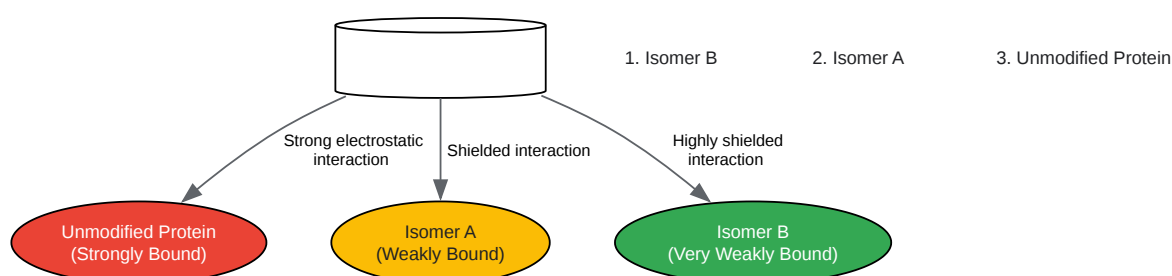 1. Isomer B
2. Isomer A
3. Unmodified Protein
Strong electrostatic
interaction
Shielded interaction
Highly shielded
interaction
Unmodified Protein
(Strongly Bound)
Isomer A
(Weakly Bound)
Isomer B
(Very Weakly Bound)